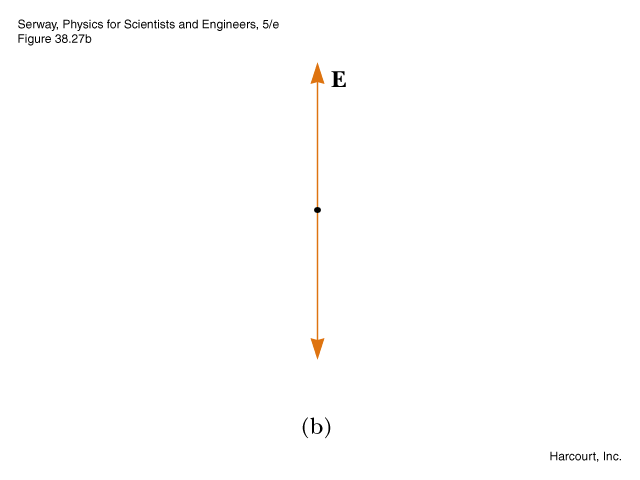 Serway, Physics for Scientists and Engineers, 5/e
Figure 38.27b
E
(b)
Harcourt, Inc.